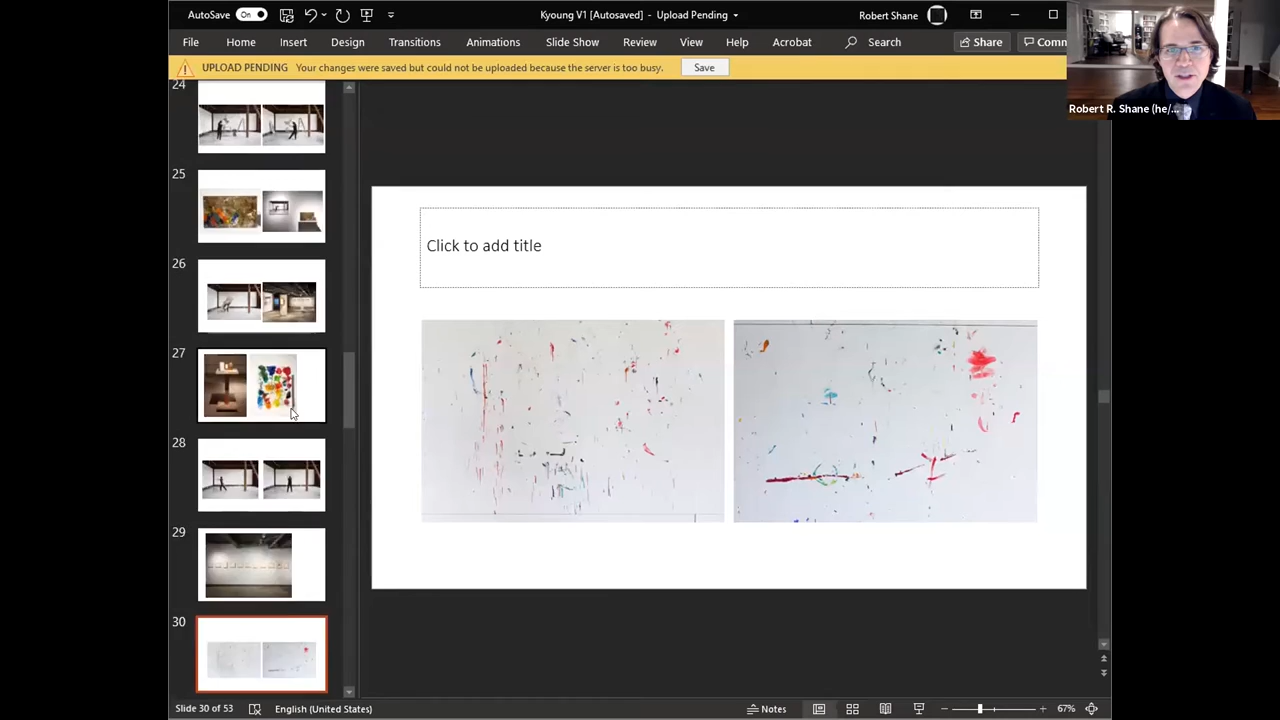 AutoSave On Kyoung V1 [Autosaved] - Upload Pending Robert Shane
File Home Insert Design Transitions Animations Slide Show Review View Help Acrobat Search Share Comm
UPLOAD PENDING Your changes were saved but could not be uploaded because the server is too busy. Save
Robert R. Shane (he/...
24
25
26
27
28
29
30
Click to add title
Slide 30 of 53 English (United States) Notes 67%